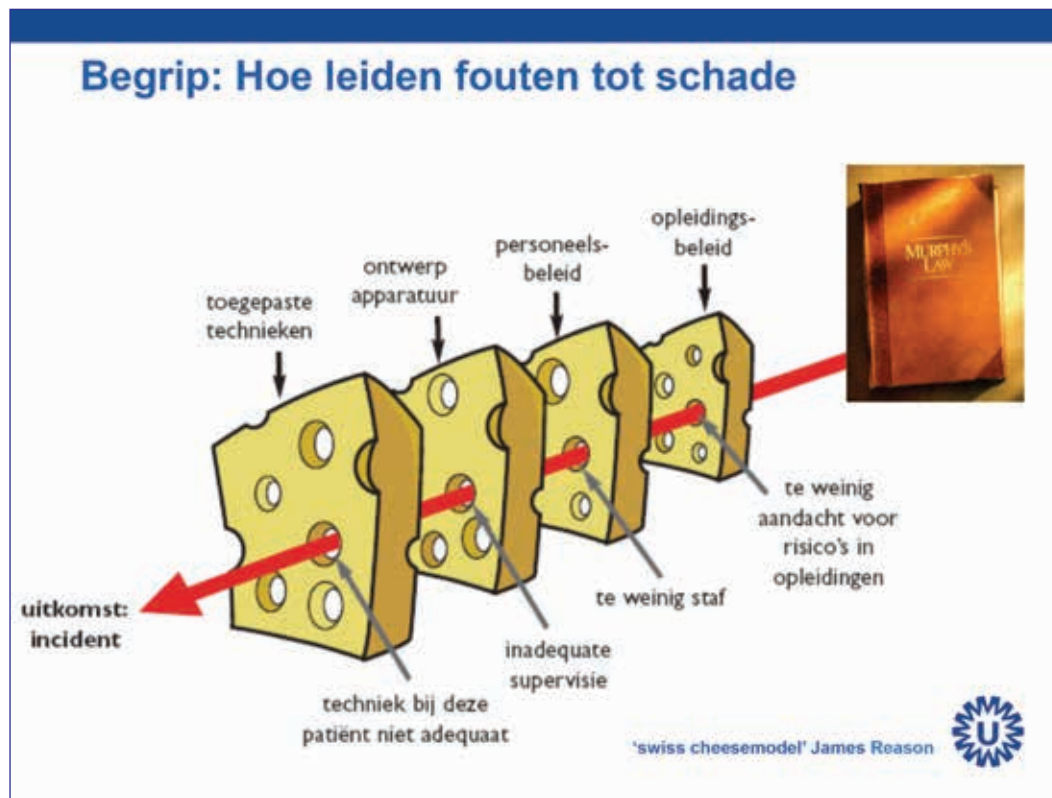 Begrip: Hoe leiden fouten tot schade
opleidings-
beleid
personeels-
beleid
ontwerp
apparatuur
toegepaste
technieken
MURPHY'S
LAW
te weinig
aandacht voor
risico's in
opleidingen
te weinig staf
uitkomst:
incident
inadequate
supervisie
techniek bij deze
patiënt niet adequaat
'swiss cheesemodel' James Reason
U